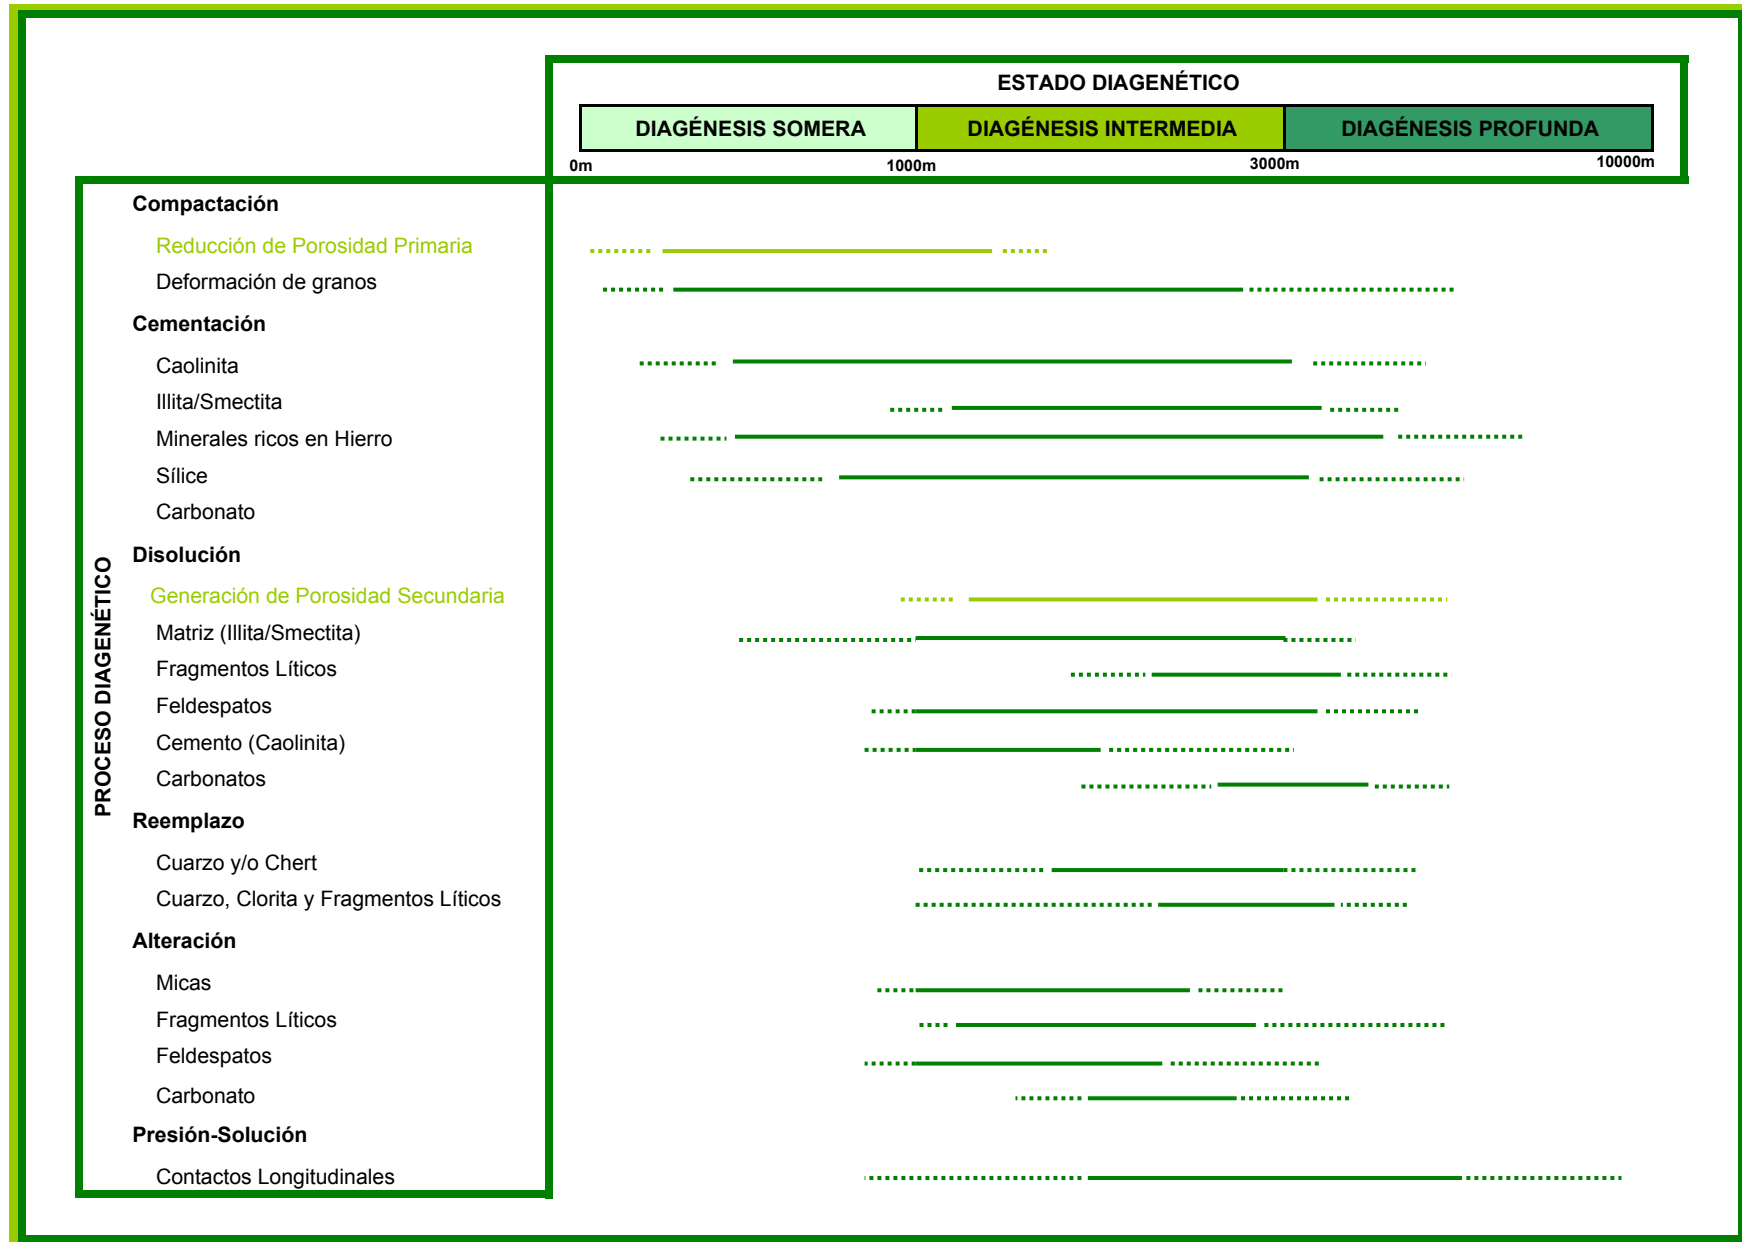 ESTADO DIAGENÉTICO
DIAGÉNESIS SOMERA DIAGÉNESIS INTERMEDIA DIAGÉNESIS PROFUNDA
0m 1000m 3000m 10000m
PROCESO DIAGENÉTICO
Compactación
Reducción de Porosidad Primaria
Deformación de granos
Cementación
Caolinita
Illita/Smectita
Minerales ricos en Hierro
Sílice
Carbonato
Disolución
Generación de Porosidad Secundaria
Matriz (Illita/Smectita)
Fragmentos Líticos
Feldespatos
Cemento (Caolinita)
Carbonatos
Reemplazo
Cuarzo y/o Chert
Cuarzo, Clorita y Fragmentos Líticos
Alteración
Micas
Fragmentos Líticos
Feldespatos
Carbonato
Presión-Solución
Contactos Longitudinales